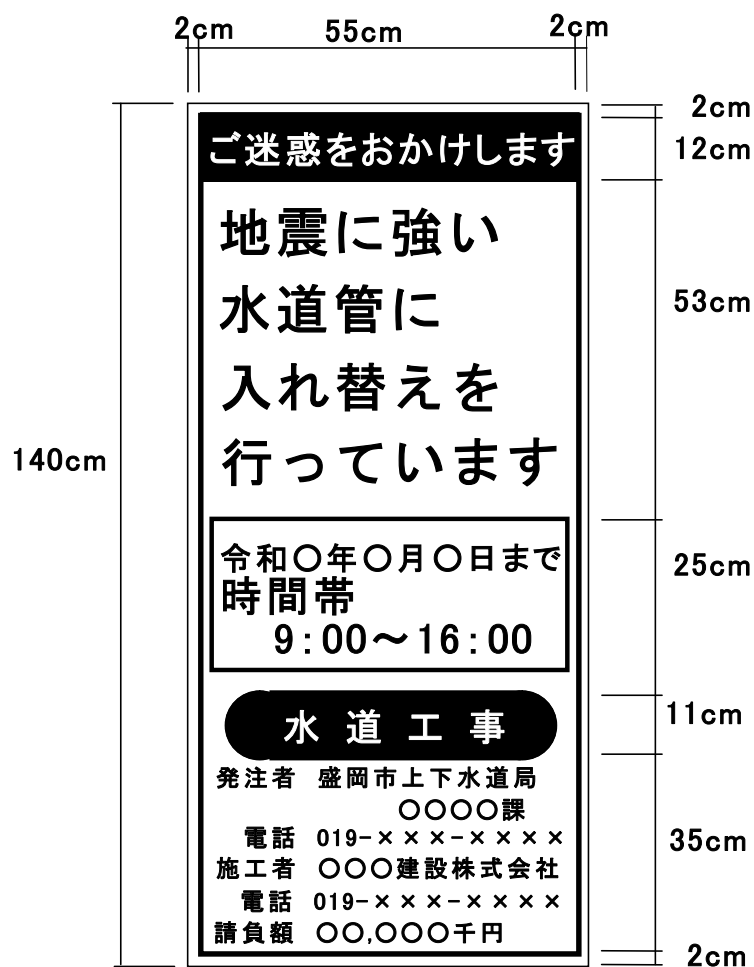 2cm
55cm
2cm
2cm
ご迷惑をおかけします
12cm
地震に強い
水道管に
入れ替えを
行っています
53cm
140cm
令和〇年〇月〇日まで
時間帯
9:00~16:00
25cm
水道工事
11cm
発注者 盛岡市上下水道局
〇〇〇〇課
電話 019-×××-××××
施工者 〇〇〇建設株式会社
電話 019-×××-××××
請負額 〇〇,〇〇〇千円
35cm
2cm